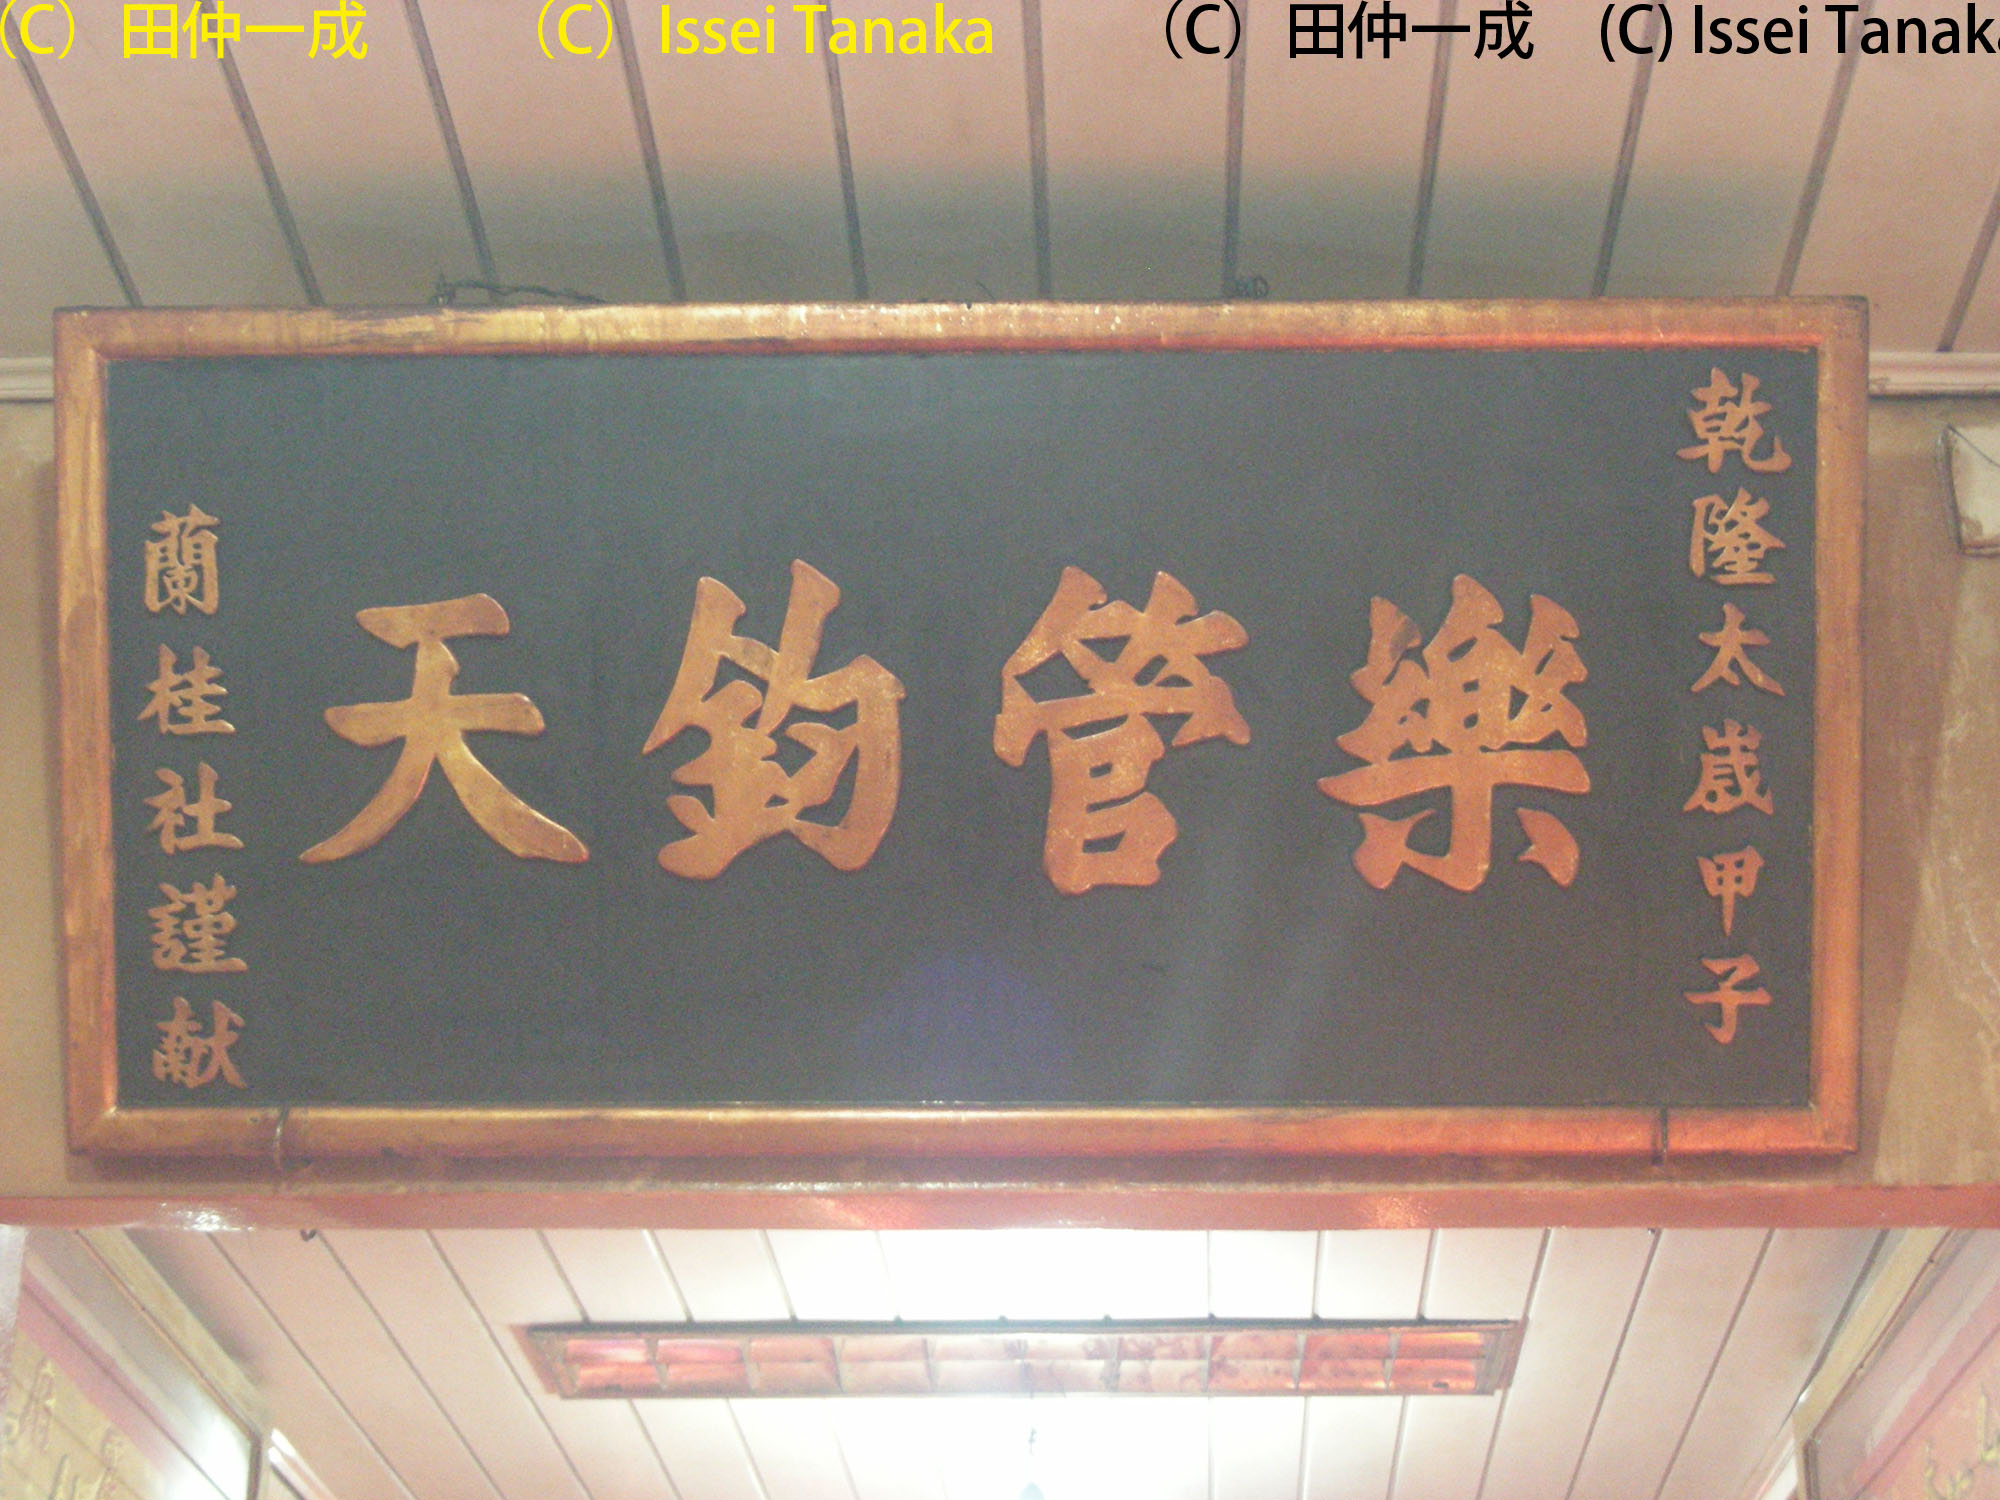 (C) 田仲一成 (C) Issei Tanaka (C) 田仲一成 (C) Issei Tanaka
乾隆太歲甲子
樂管鈞天
蘭桂社謹献